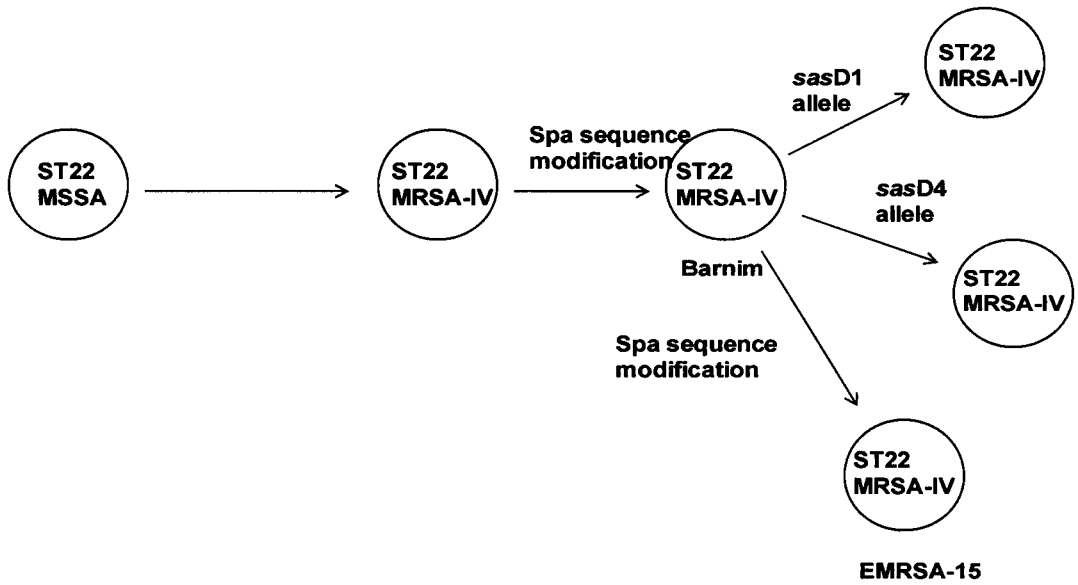 ST22
MSSA
ST22
MRSA-IV
Spa sequence
modification
ST22
MRSA-IV
Barnim
sasD1
allele
ST22
MRSA-IV
sasD4
allele
ST22
MRSA-IV
Spa sequence
modification
ST22
MRSA-IV
EMRSA-15